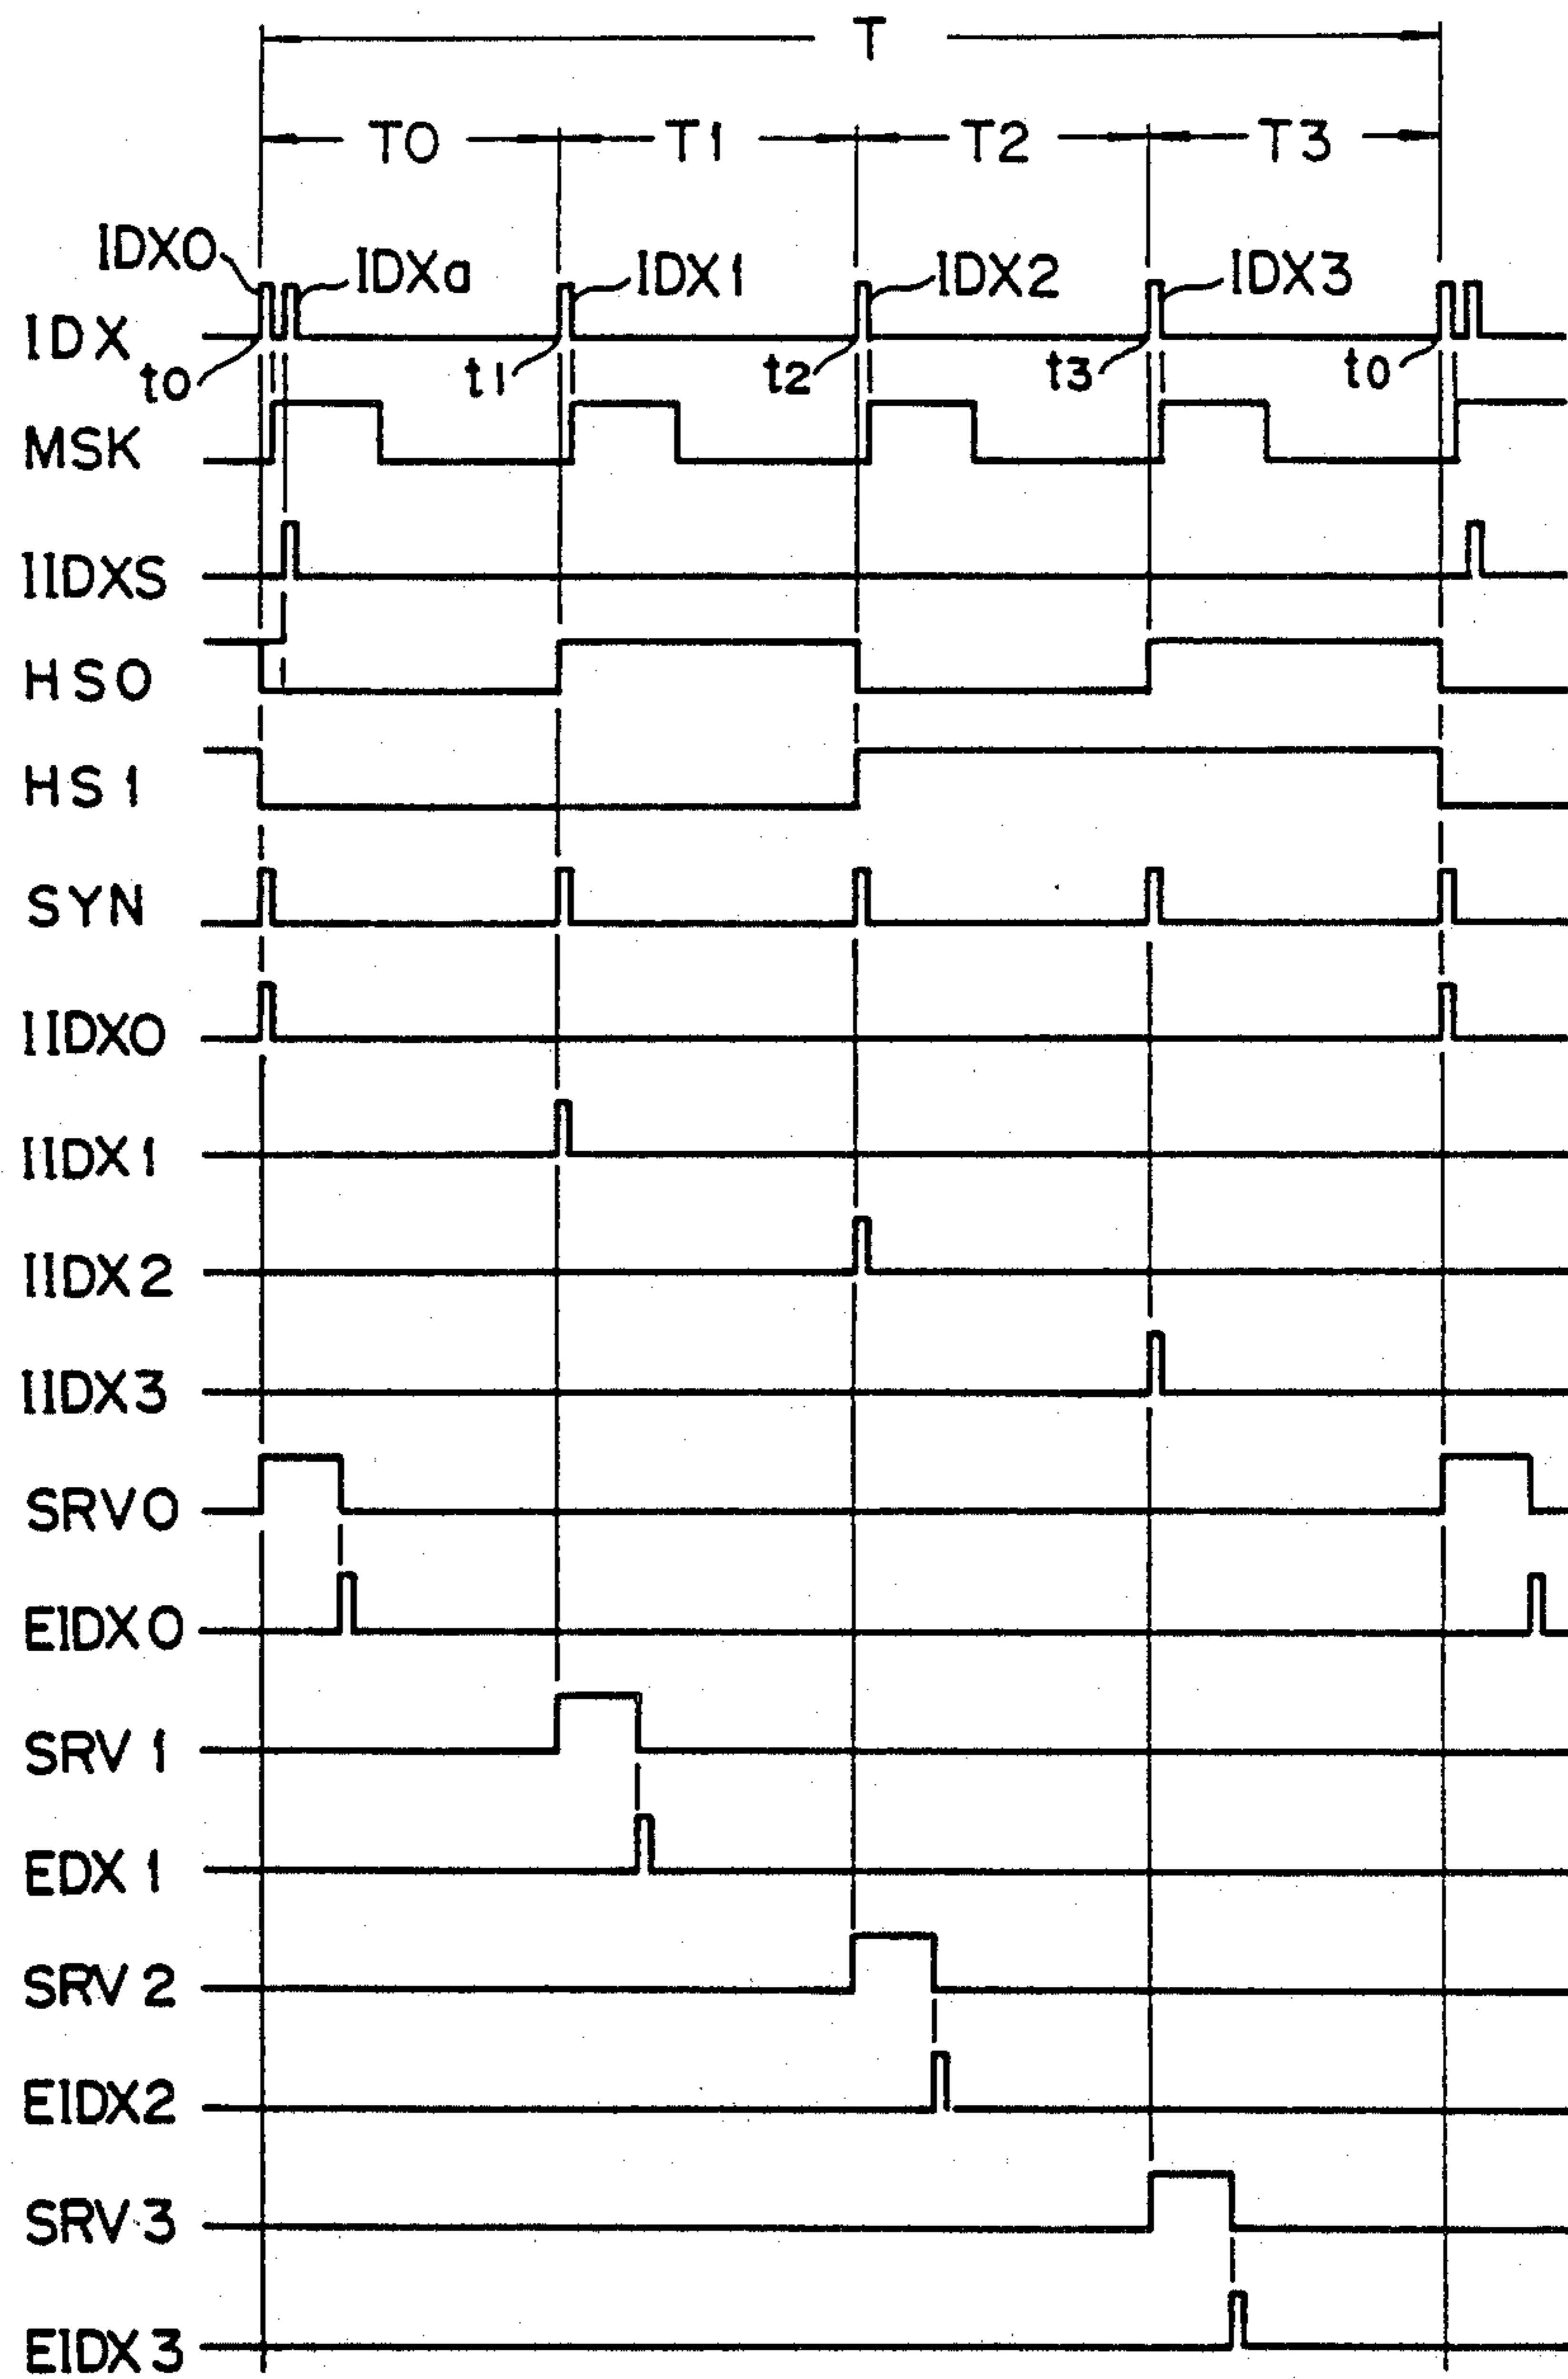 T
T0 T1 T2 T3
IDX0 IDXa IDX1 IDX2 IDX3
IDX
t0 t1 t2 t3 t0
MSK
IIDXS
HS0
HS1
SYN
IIDX0
IIDX1
IIDX2
IIDX3
SRV0
EIDX0
SRV1
EDX1
SRV2
EIDX2
SRV3
EIDX3